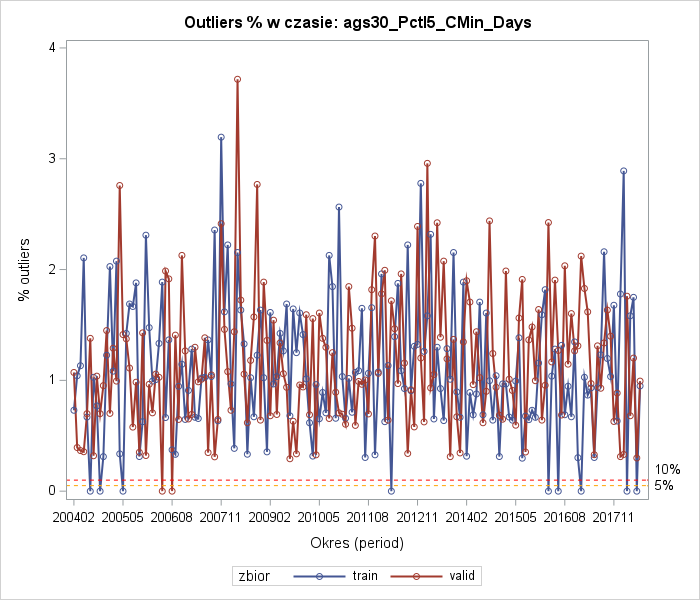 Outliers % w czasie: ags30_Pctl5_CMin_Days
% outliers
4
3
2
1
0
10%
5%
200402 200505 200608 200711 200902 201005 201108 201211 201402 201505 201608 201711
Okres (period)
zbior train valid